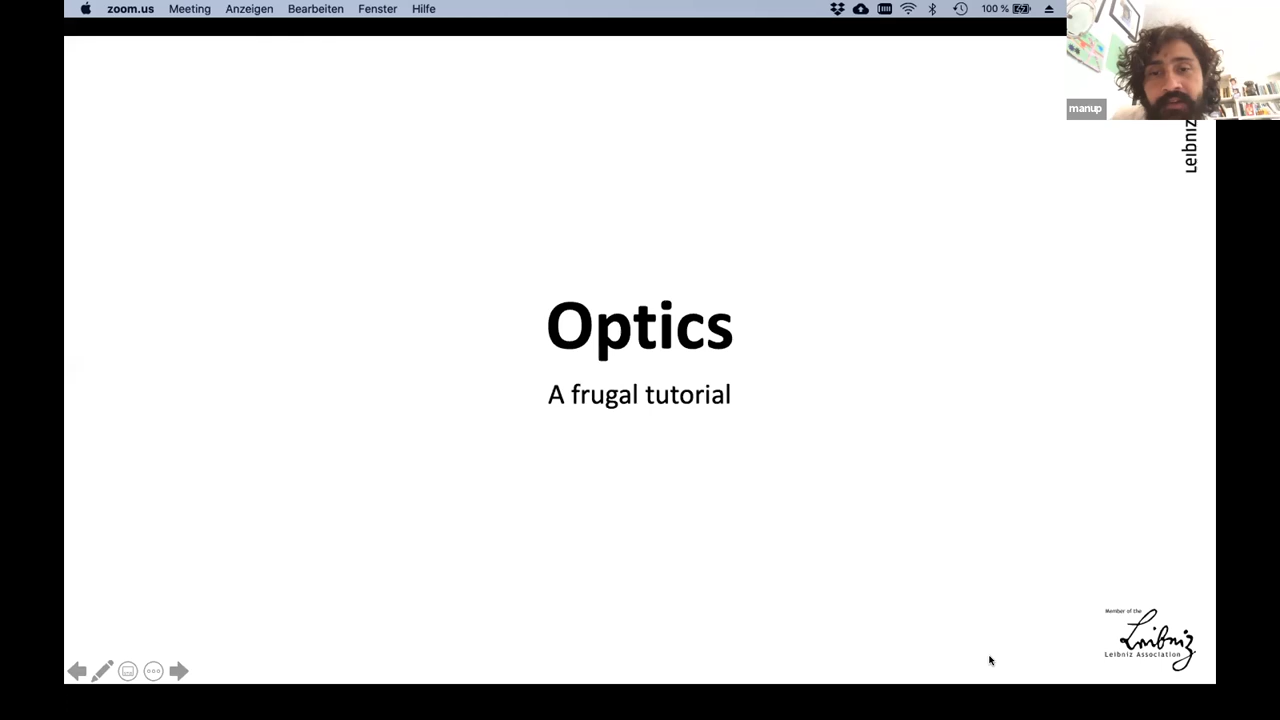 zoom.us Meeting Anzeigen Bearbeiten Fenster Hilfe 100 %
manup
Leibniz
Optics
A frugal tutorial
Member of the
Leibniz
Leibniz Association